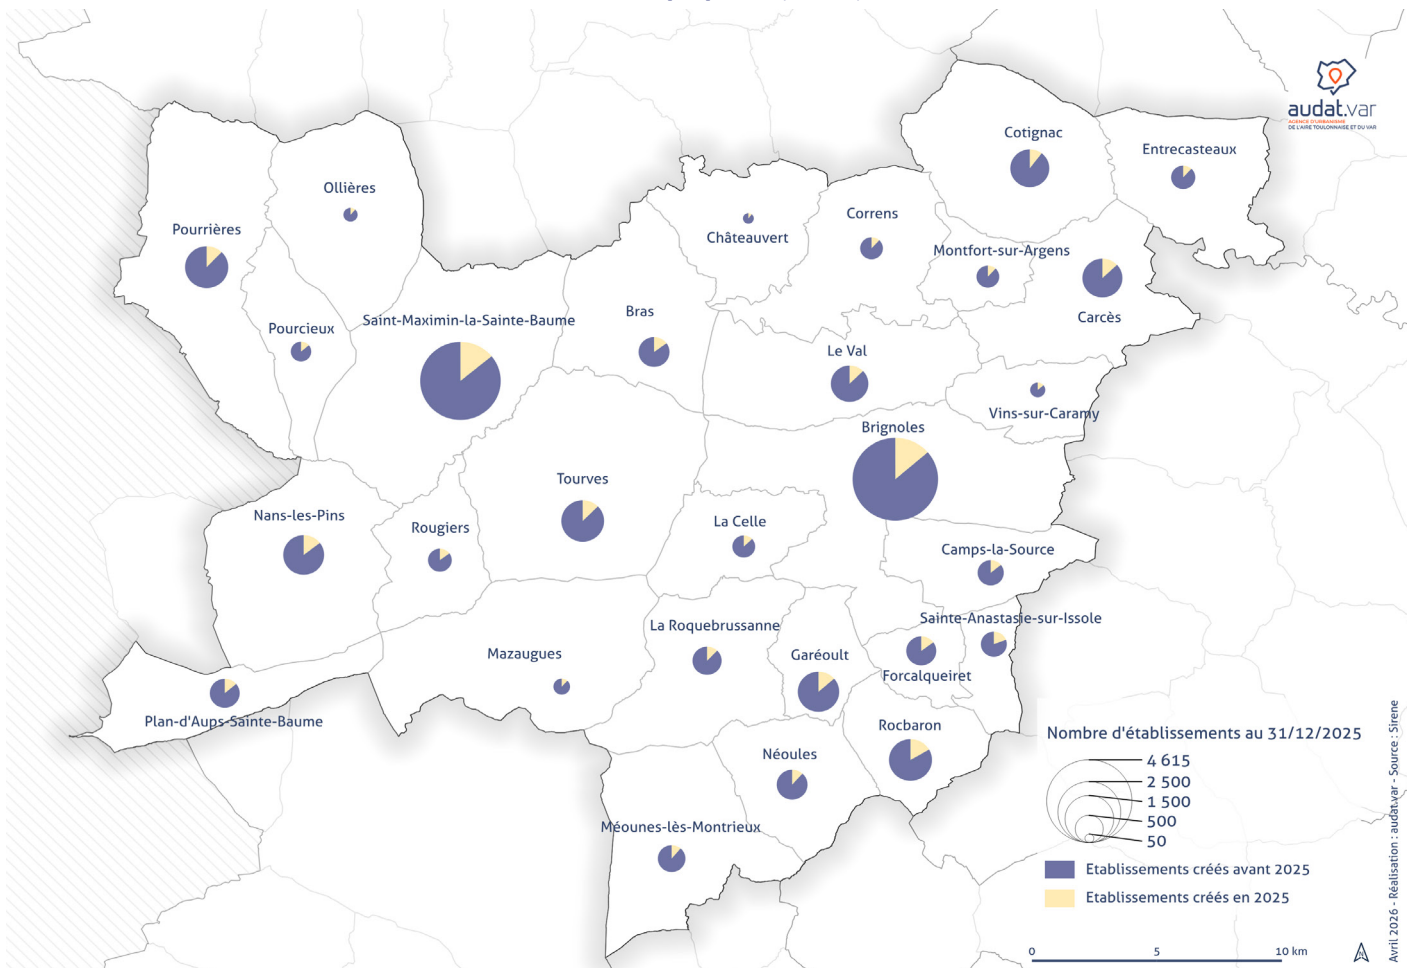 audat.var
AGENCE D'URBANISME
DE L'AIRE TOULONNAISE ET DU VAR
Cotignac
Entrecasteaux
Ollières
Pourrières
Châteauvert
Correns
Montfort-sur-Argens
Carcès
Pourcieux
Saint-Maximin-la-Sainte-Baume
Bras
Le Val
Vins-sur-Caramy
Brignoles
Tourves
Nans-les-Pins
Rougiers
La Celle
Camps-la-Source
Sainte-Anastasie-sur-Issole
La Roquebrussanne
Mazaugues
Garéoult
Forcalqueiret
Plan-d'Aups-Sainte-Baume
Rocbaron
Néoules
Méounes-lès-Montrieux
Nombre d'établissements au 31/12/2025
4 615
2 500
1 500
500
50
Etablissements créés avant 2025
Etablissements créés en 2025
0 5 10 km
N
Avril 2026 - Réalisation : audat.var - Source : Sirene